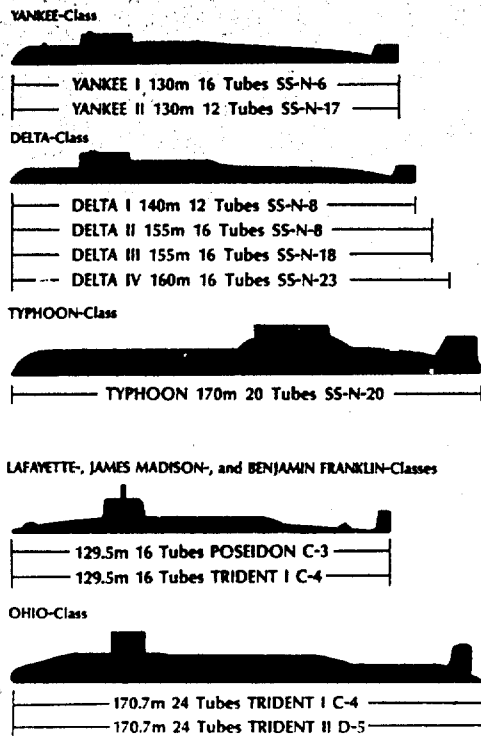 YANKEE-Class
YANKEE I 130m 16 Tubes SS-N-6
YANKEE II 130m 12 Tubes SS-N-17
DELTA-Class
DELTA I 140m 12 Tubes SS-N-8
DELTA II 155m 16 Tubes SS-N-8
DELTA III 155m 16 Tubes SS-N-18
DELTA IV 160m 16 Tubes SS-N-23
TYPHOON-Class
TYPHOON 170m 20 Tubes SS-N-20
LAFAYETTE-, JAMES MADISON-, and BENJAMIN FRANKLIN-Classes
129.5m 16 Tubes POSEIDON C-3
129.5m 16 Tubes TRIDENT I C-4
OHIO-Class
170.7m 24 Tubes TRIDENT I C-4
170.7m 24 Tubes TRIDENT II D-5